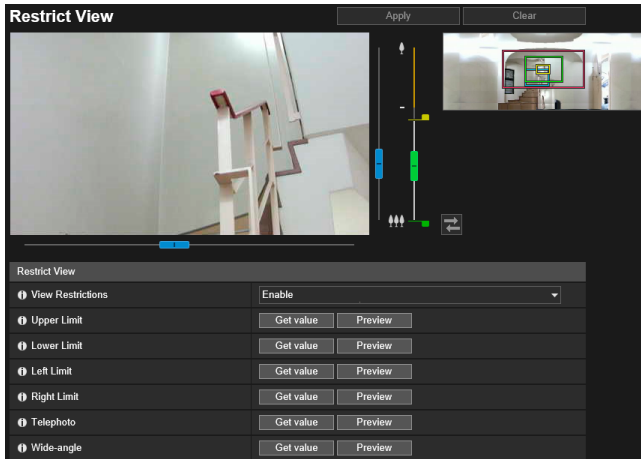 Restrict View
Apply
Clear
Restrict View
View Restrictions
Enable
Upper Limit
Get value
Preview
Lower Limit
Get value
Preview
Left Limit
Get value
Preview
Right Limit
Get value
Preview
Telephoto
Get value
Preview
Wide-angle
Get value
Preview